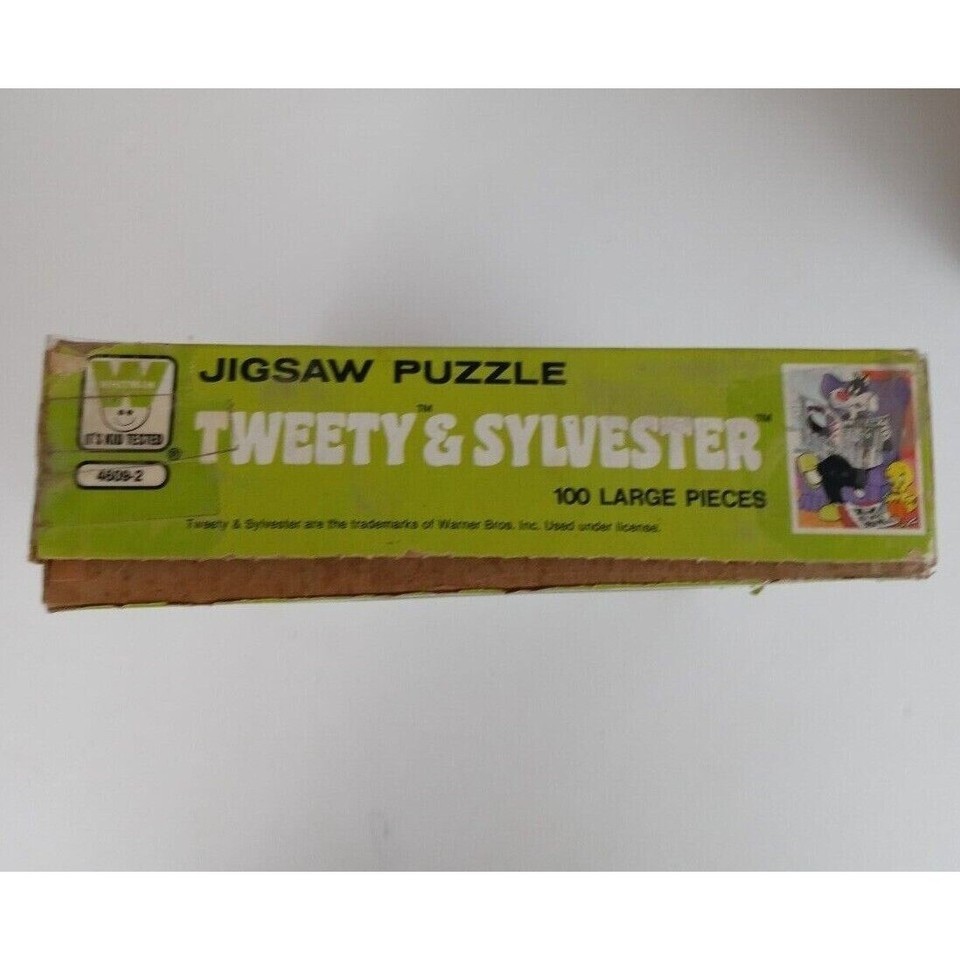 WHITMAN
IT'S KID TESTED
®
4609-2
JIGSAW PUZZLE
TWEETY™ & SYLVESTER™
100 LARGE PIECES
Tweety & Sylvester are the trademarks of Warner Bros. Inc. Used under license.